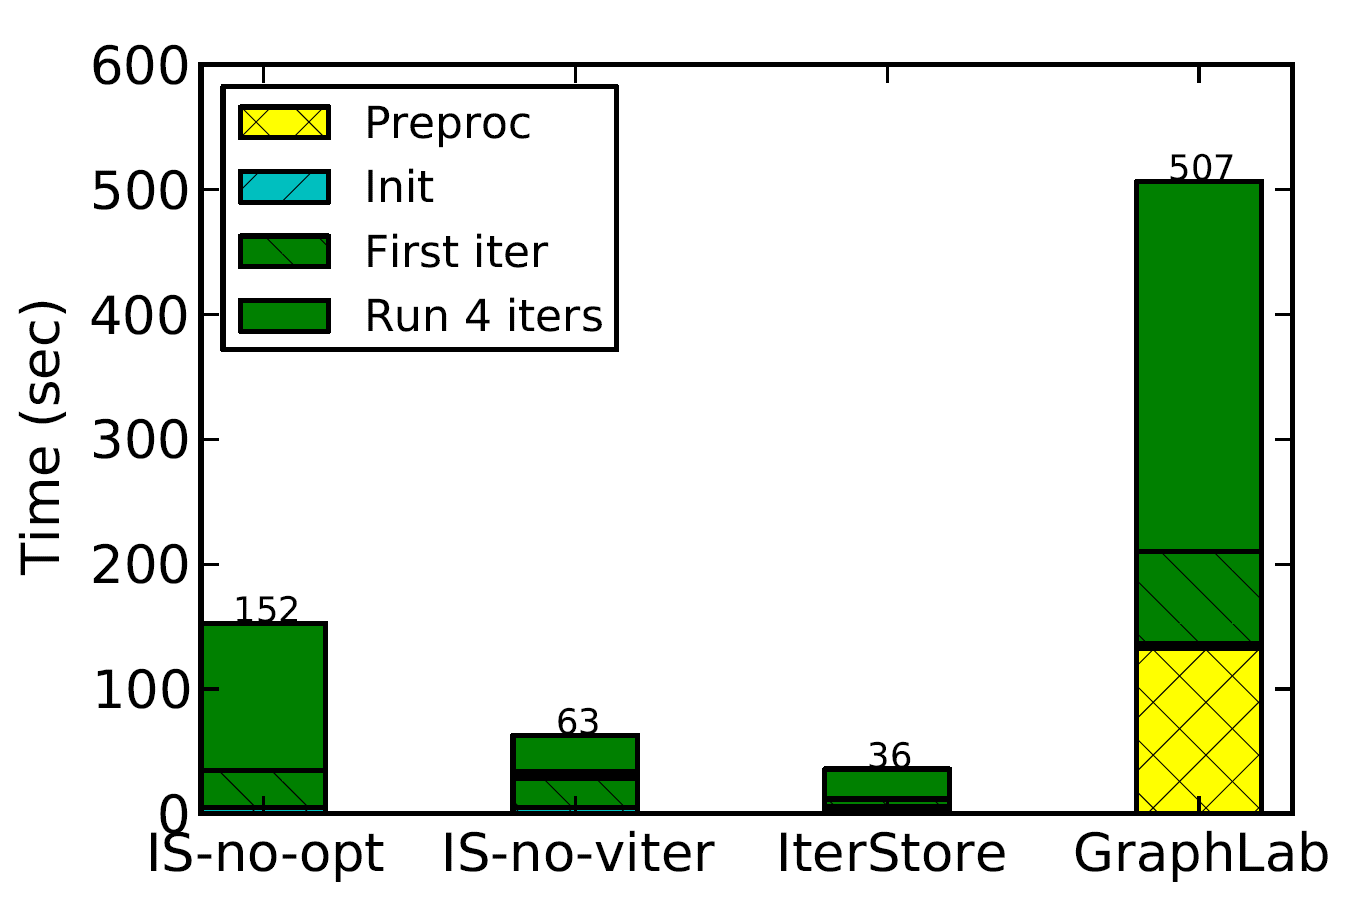 Time (sec)
600
500
400
300
200
100
0
Preproc
Init
First iter
Run 4 iters
152
63
36
507
IS-no-opt IS-no-viter IterStore GraphLab